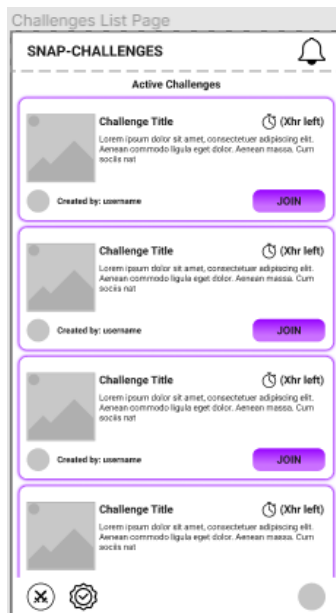 Challenges List Page
SNAP-CHALLENGES
Active Challenges
Challenge Title (Xhr left)
Lorem ipsum dolor sit amet, consectetuer adipiscing elit.
Aenean commodo ligula eget dolor. Aenean massa. Cum
sociis nat
Created by: username JOIN
Challenge Title (Xhr left)
Lorem ipsum dolor sit amet, consectetuer adipiscing elit.
Aenean commodo ligula eget dolor. Aenean massa. Cum
sociis nat
Created by: username JOIN
Challenge Title (Xhr left)
Lorem ipsum dolor sit amet, consectetuer adipiscing elit.
Aenean commodo ligula eget dolor. Aenean massa. Cum
sociis nat
Created by: username JOIN
Challenge Title (Xhr left)
Lorem ipsum dolor sit amet, consectetuer adipiscing elit.
Aenean commodo ligula eget dolor. Aenean massa. Cum
sociis nat